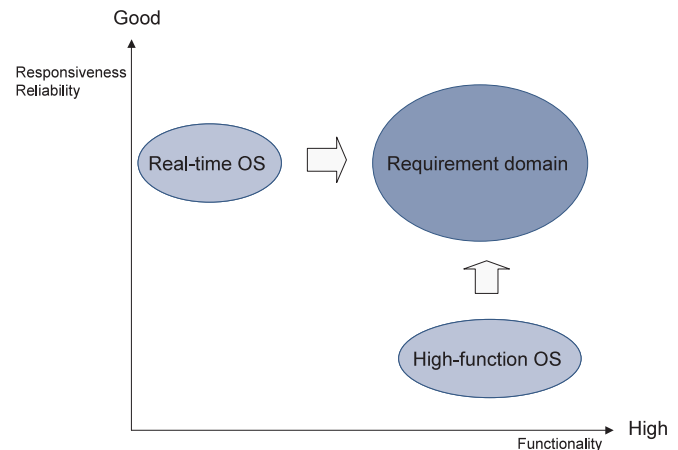 Good
Responsiveness
Reliability
Real-time OS
Requirement domain
High-function OS
High
Functionality